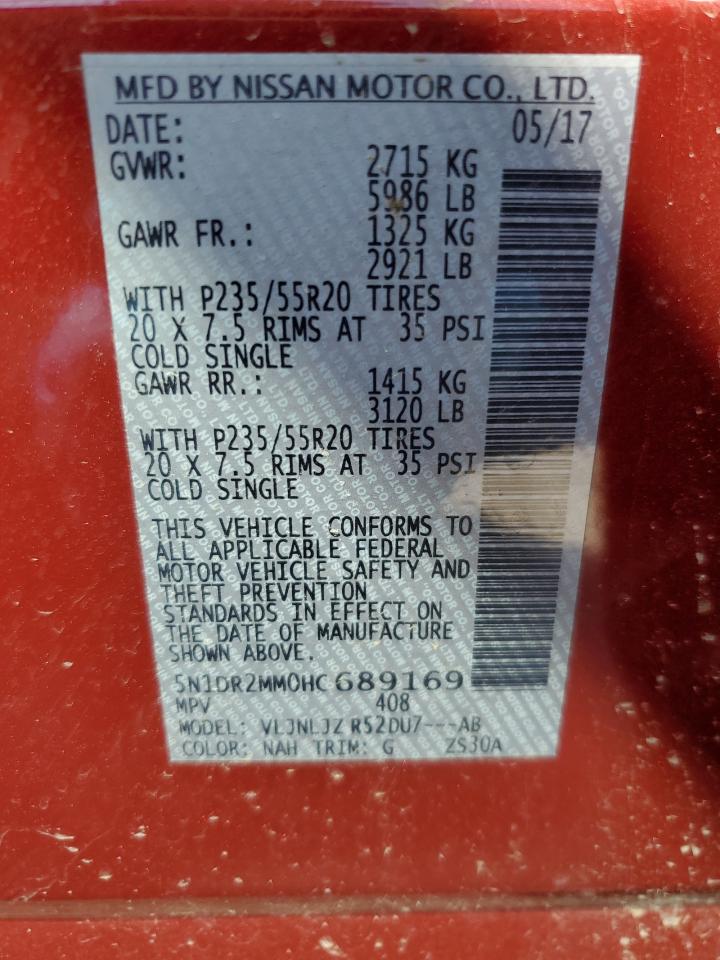 MFD BY NISSAN MOTOR CO., LTD.
DATE: 05/17
GVWR: 2715 KG
5986 LB
GAWR FR.: 1325 KG
2921 LB
WITH P235/55R20 TIRES
20 X 7.5 RIMS AT 35 PSI
COLD SINGLE
GAWR RR.: 1415 KG
3120 LB
WITH P235/55R20 TIRES
20 X 7.5 RIMS AT 35 PSI
COLD SINGLE
THIS VEHICLE CONFORMS TO
ALL APPLICABLE FEDERAL
MOTOR VEHICLE SAFETY AND
THEFT PREVENTION
STANDARDS IN EFFECT ON
THE DATE OF MANUFACTURE
SHOWN ABOVE.
5N1DR2MM0HC689169
MPV 408
MODEL: VLJNLJZ R52DU7---AB
COLOR: NAH TRIM: G ZS30A